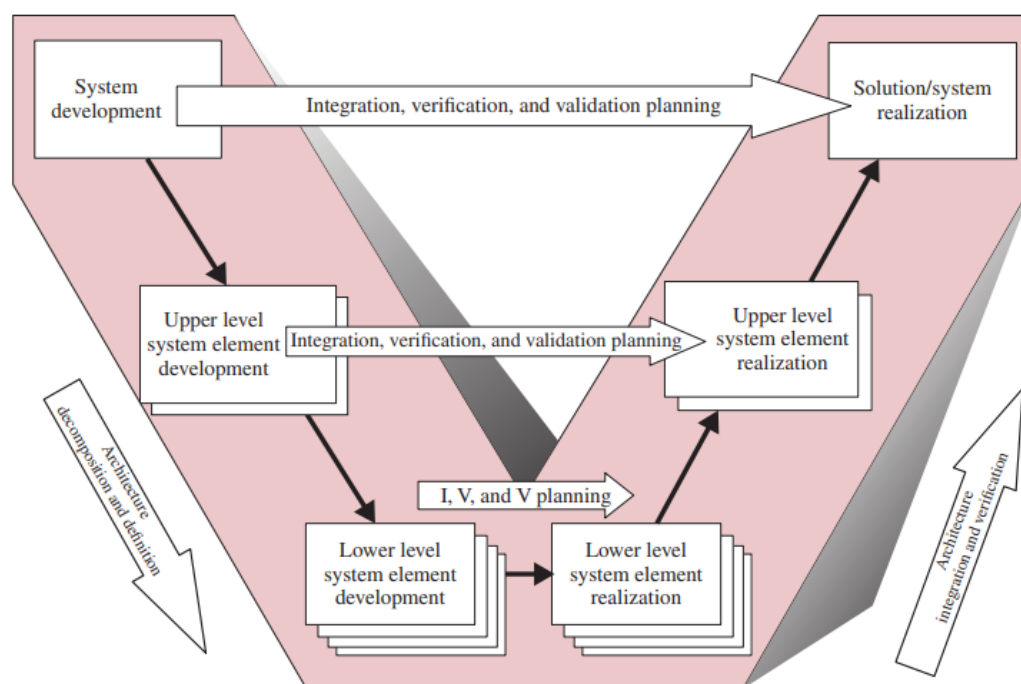 System
development
Integration, verification, and validation planning
Solution/system
realization
Upper level
system element
development
Integration, verification, and validation planning
Upper level
system element
realization
Architecture
decomposition and definition
I, V, and V planning
Architecture
integration and verification
Lower level
system element
development
Lower level
system element
realization